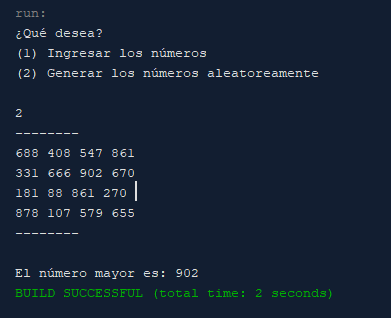 run:
¿Qué desea?
(1) Ingresar los números
(2) Generar los números aleatoreamente
2
--------
688 408 547 861
331 666 902 670
181 88 861 270
878 107 579 655
--------
El número mayor es: 902
BUILD SUCCESSFUL (total time: 2 seconds)